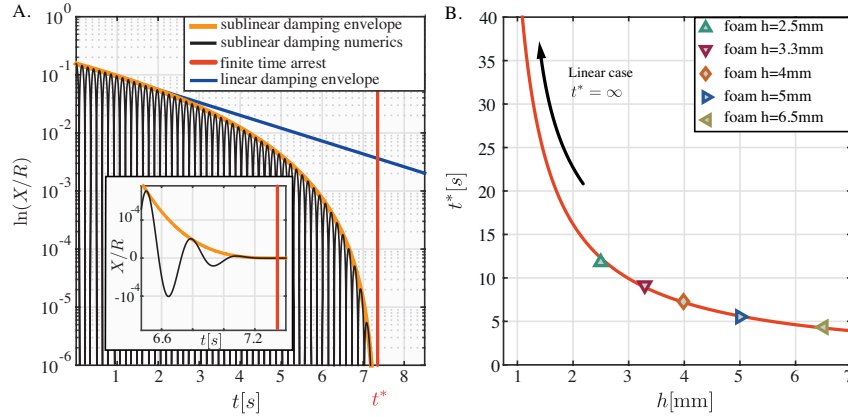 A.
10^0
10^-1
10^-2
10^-3
10^-4
10^-5
10^-6
ln(X/R)
sublinear damping envelope
sublinear damping numerics
finite time arrest
linear damping envelope
10^-4
0
-10^-4
X/R
6.6
7.2
t[s]
1
2
3
4
5
6
7
8
t[s]
t*
B.
40
35
30
25
20
15
10
5
0
t*[s]
Linear case
t* = ∞
foam h=2.5mm
foam h=3.3mm
foam h=4mm
foam h=5mm
foam h=6.5mm
1
2
3
4
5
6
7
h[mm]